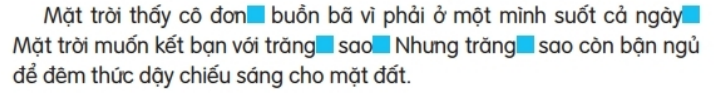 Mặt trời thấy cô đơn buồn bã vì phải ở một mình suốt cả ngày
Mặt trời muốn kết bạn với trăng sao Nhưng trăng sao còn bận ngủ
để đêm thức dậy chiếu sáng cho mặt đất.